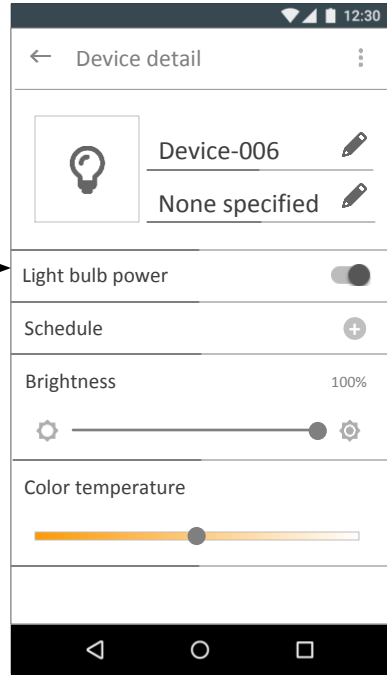 12:30
Device detail
Device-006
None specified
Light bulb power
Schedule
Brightness 100%
Color temperature